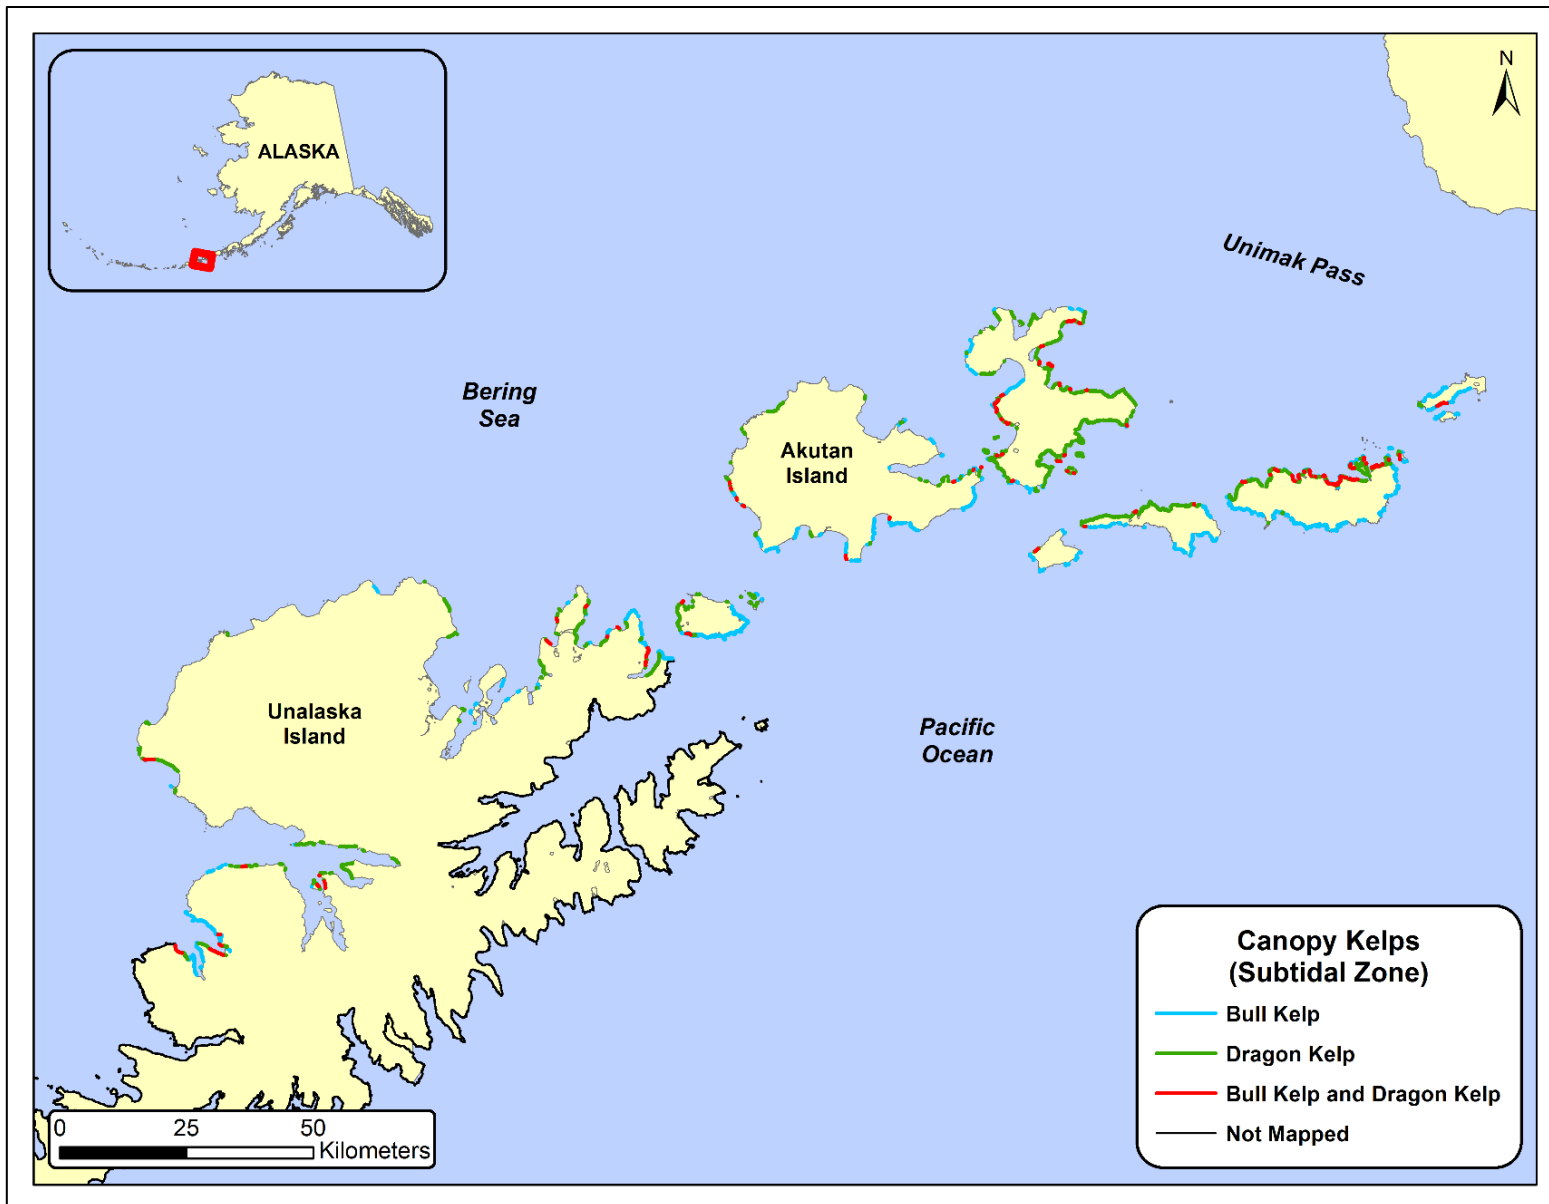 ALASKA
N
Unimak Pass
Bering
Sea
Akutan
Island
Unalaska
Island
Pacific
Ocean
Canopy Kelps
(Subtidal Zone)
Bull Kelp
Dragon Kelp
Bull Kelp and Dragon Kelp
Not Mapped
0 25 50
Kilometers